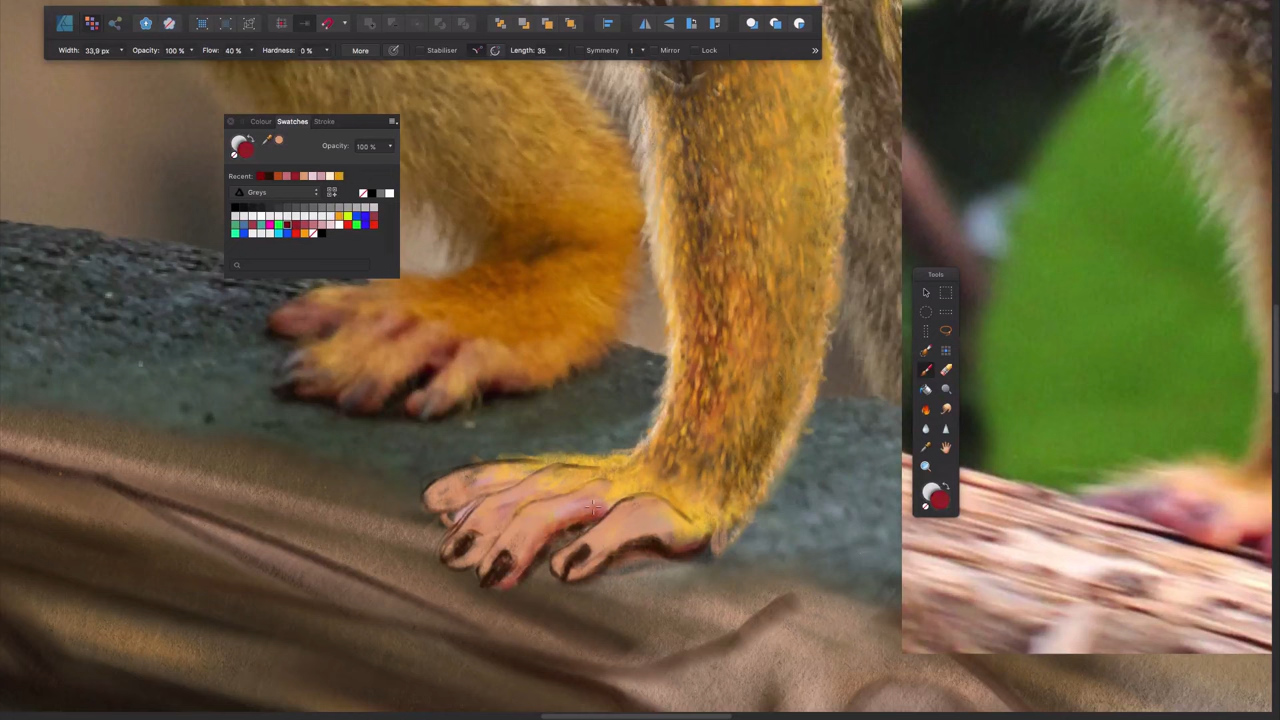 Width: 33,9 px Opacity: 100 % Flow: 40 % Hardness: 0 % More Stabiliser Length: 35 Symmetry 1 Mirror Lock »
Colour Swatches Stroke
Opacity: 100 %
Recent:
Greys
Tools